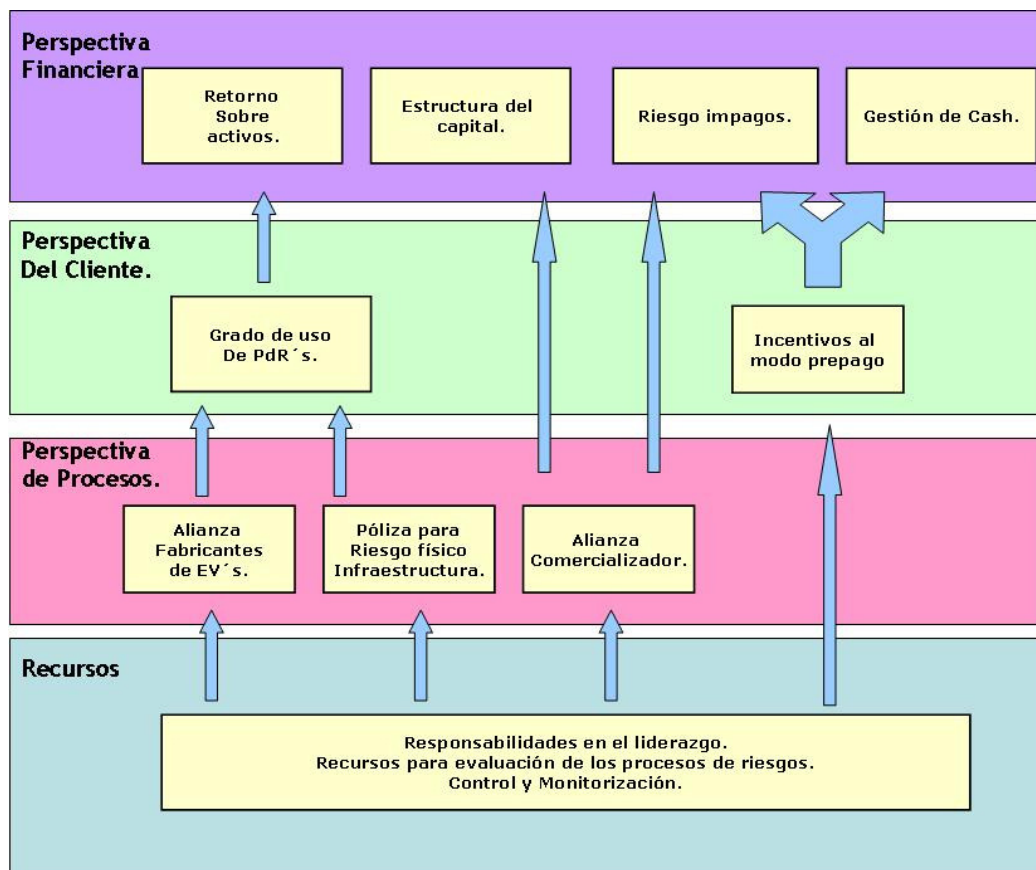 Perspectiva
Financiera
Retorno
Sobre
activos.
Estructura del
capital.
Riesgo impagos.
Gestión de Cash.
Perspectiva
Del Cliente.
Grado de uso
De PdR´s.
Incentivos al
modo prepago
Perspectiva
de Procesos.
Alianza
Fabricantes
de EV´s.
Póliza para
Riesgo físico
Infraestructura.
Alianza
Comercializador.
Recursos
Responsabilidades en el liderazgo.
Recursos para evaluación de los procesos de riesgos.
Control y Monitorización.